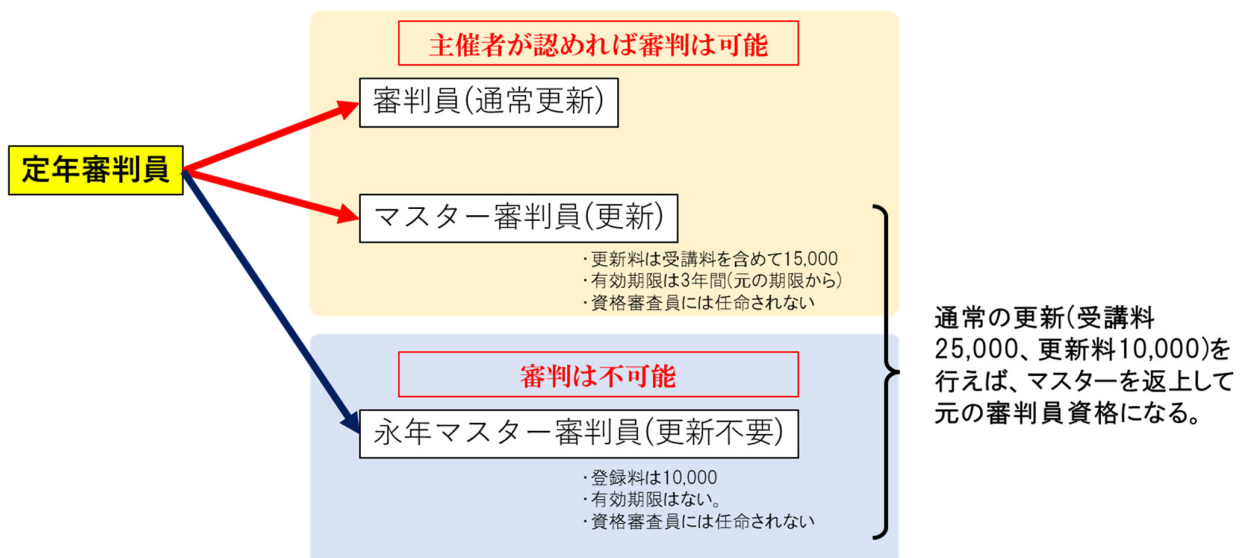 主催者が認めれば審判は可能
審判員(通常更新)
定年審判員
マスター審判員(更新)
・更新料は受講料を含めて15,000
・有効期限は3年間(元の期限から)
・資格審査員には任命されない
審判は不可能
永年マスター審判員(更新不要)
・登録料は10,000
・有効期限はない。
・資格審査員には任命されない
通常の更新(受講料
25,000、更新料10,000)を
行えば、マスターを返上して
元の審判員資格になる。